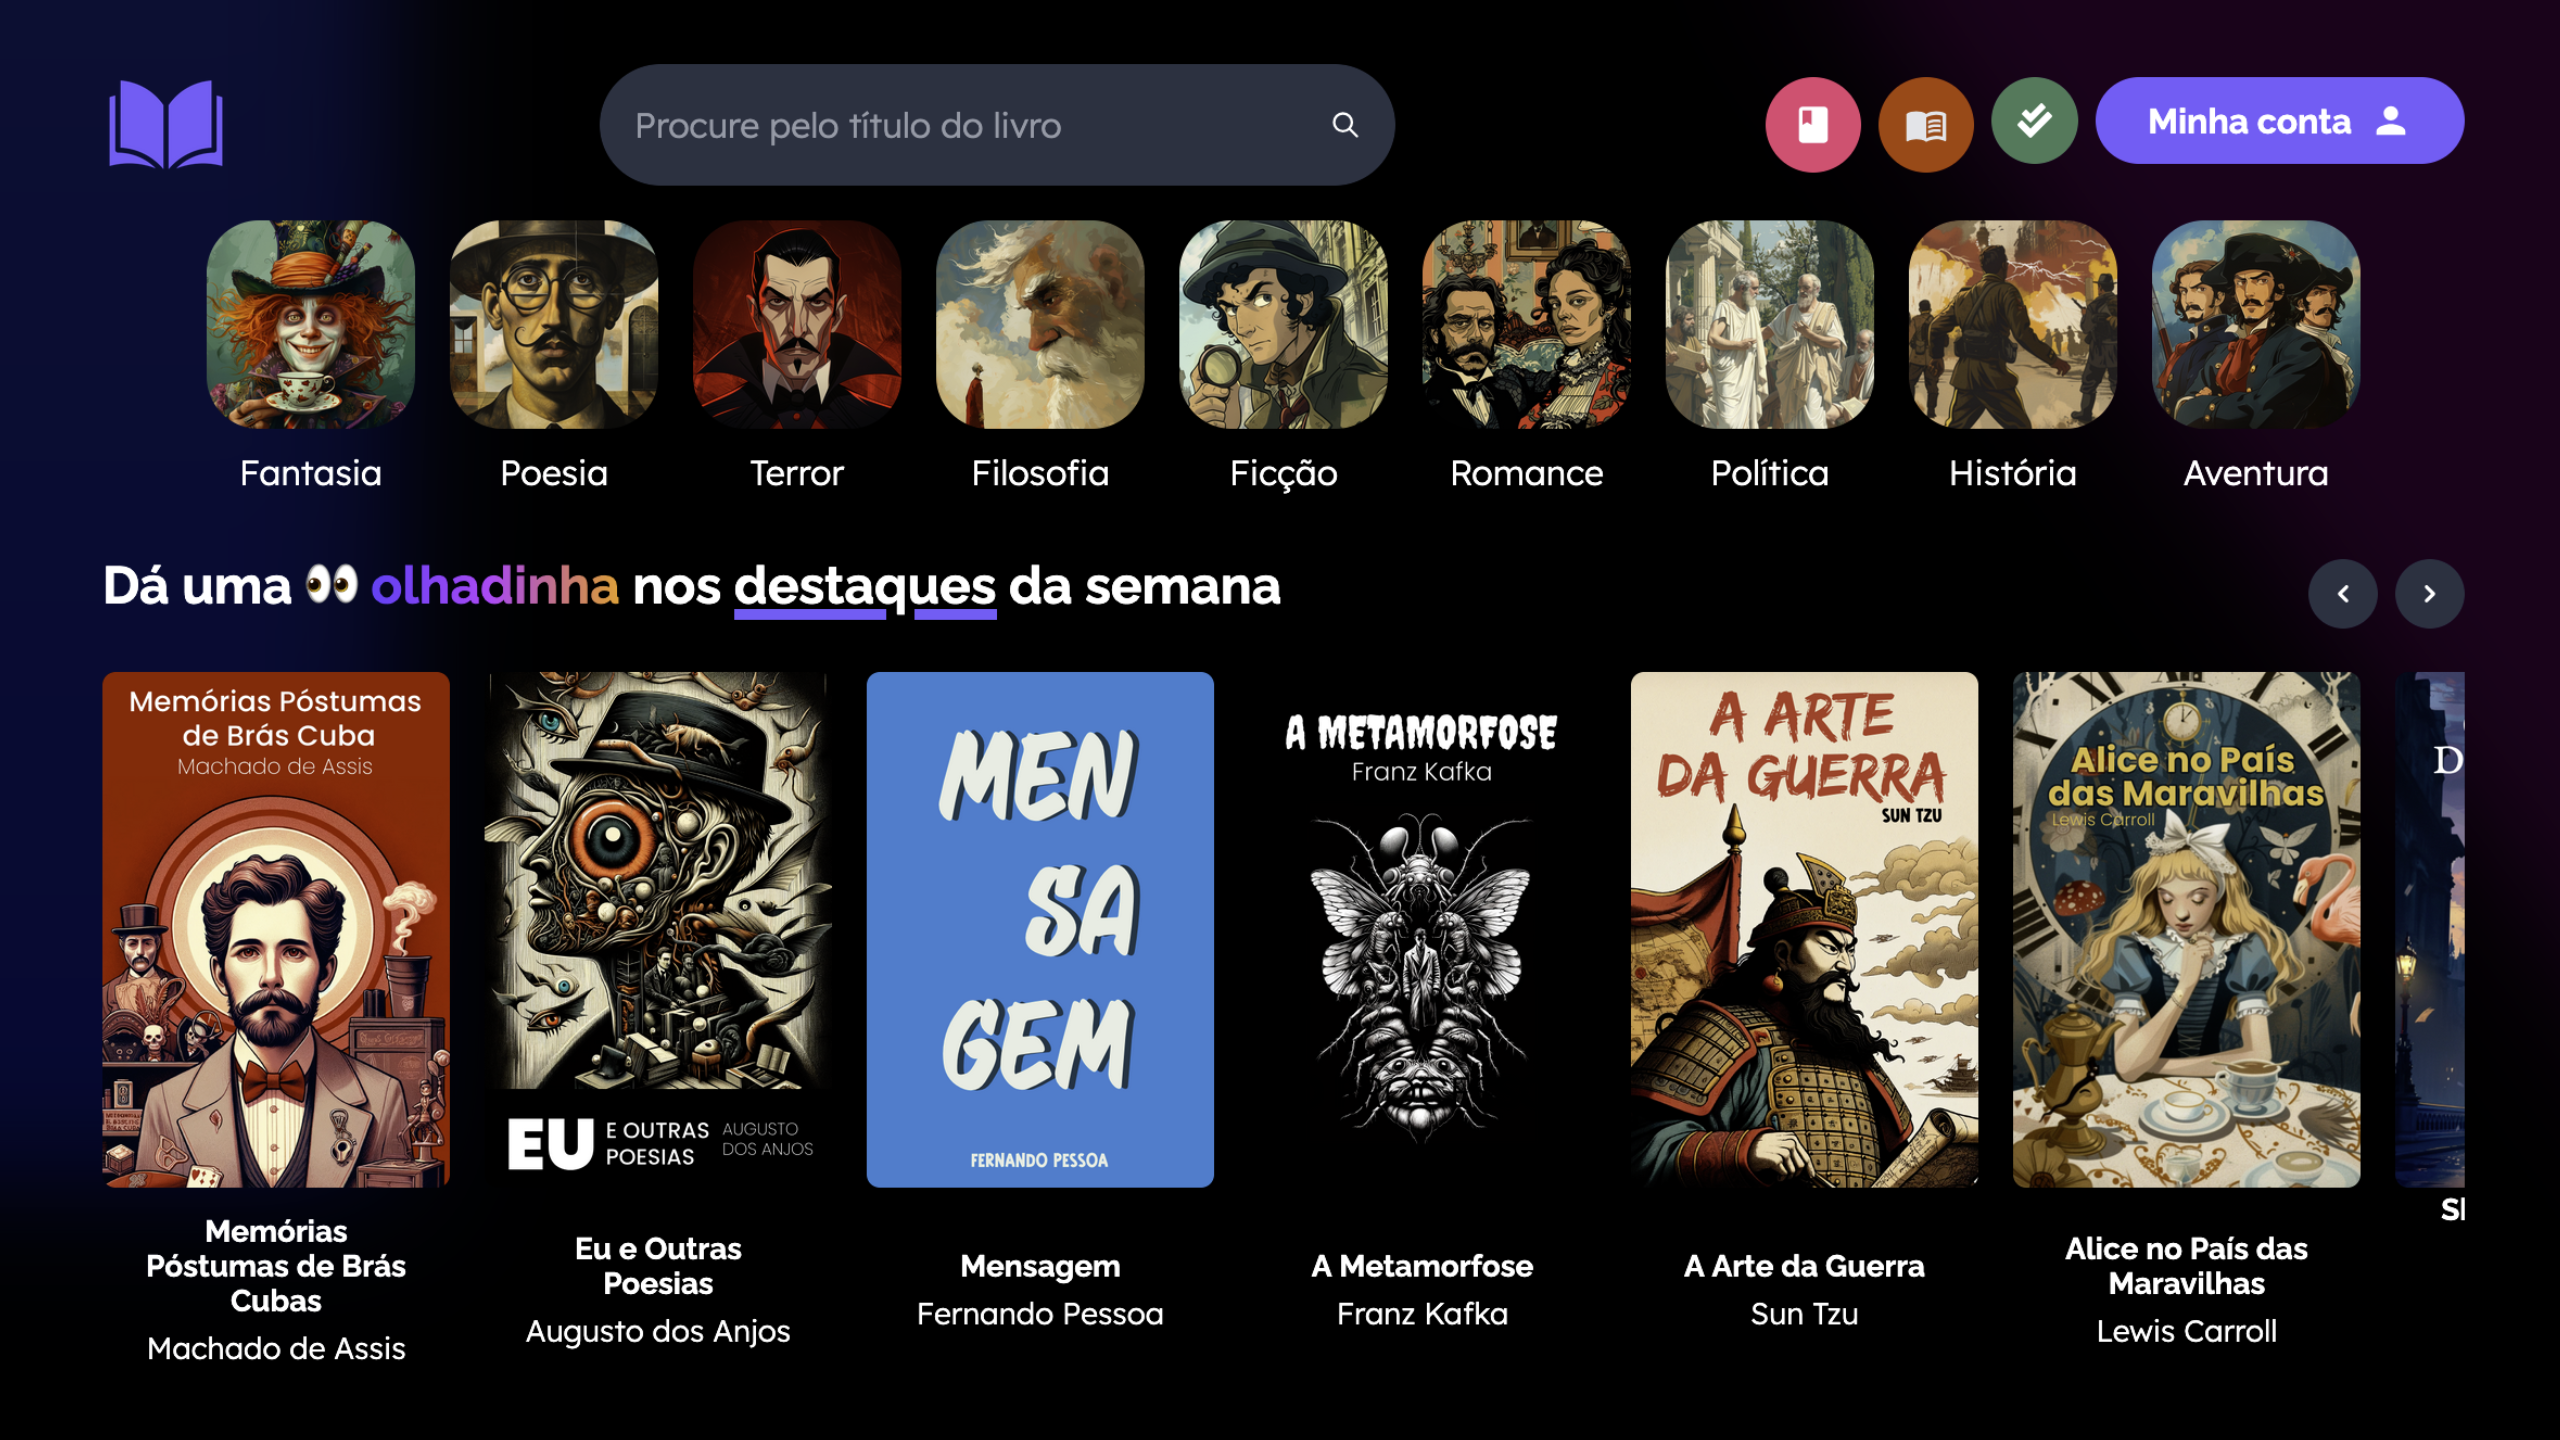 Procure pelo título do livro
Minha conta
Fantasia
Poesia
Terror
Filosofia
Ficção
Romance
Política
História
Aventura
Dá uma 👀 olhadinha nos destaques da semana
Memórias Póstumas
de Brás Cuba
Machado de Assis
EU
E OUTRAS
POESIAS
AUGUSTO
DOS ANJOS
MEN
SA
GEM
FERNANDO PESSOA
A METAMORFOSE
Franz Kafka
A ARTE
DA GUERRA
SUN TZU
Alice no País
das Maravilhas
Lewis Carroll
D
Memórias
Póstumas de Brás
Cubas
Machado de Assis
Eu e Outras
Poesias
Augusto dos Anjos
Mensagem
Fernando Pessoa
A Metamorfose
Franz Kafka
A Arte da Guerra
Sun Tzu
Alice no País das
Maravilhas
Lewis Carroll